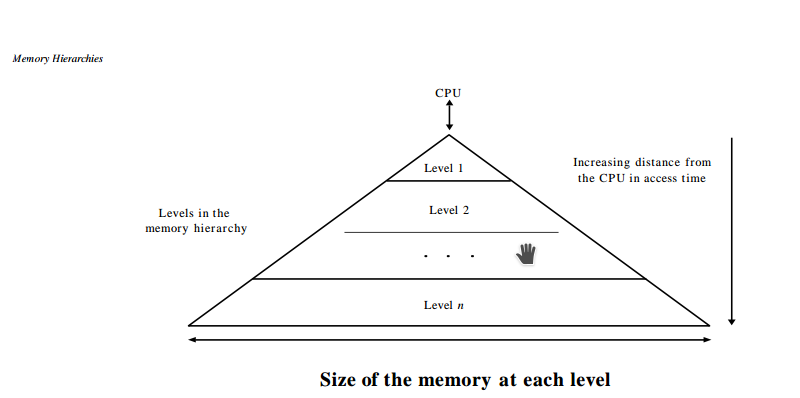 Memory Hierarchies
CPU
Level 1
Increasing distance from
the CPU in access time
Level 2
Levels in the
memory hierarchy
. . .
Level n
Size of the memory at each level